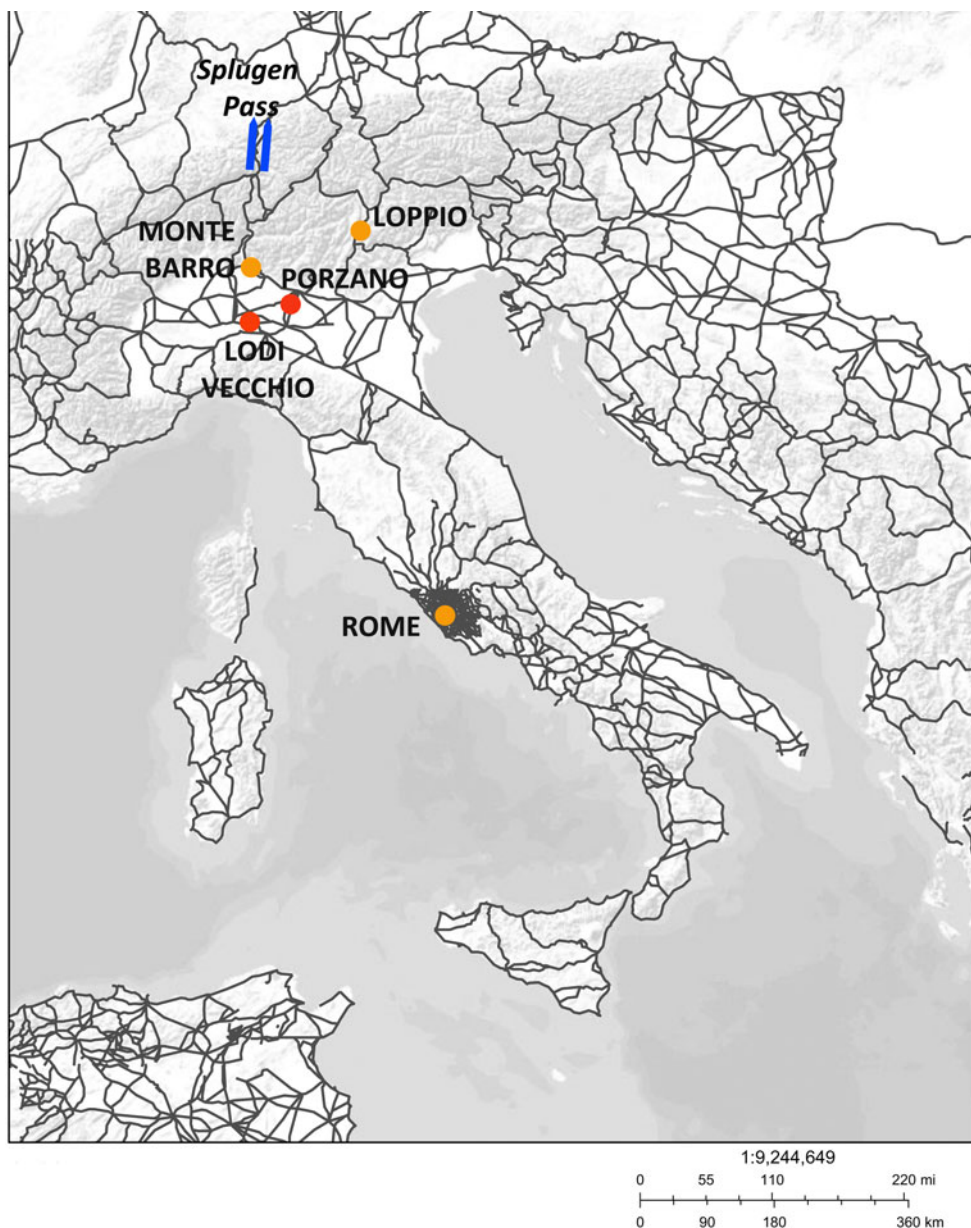 Splugen
Pass
LOPPIO
MONTE
BARRO
PORZANO
LODI
VECCHIO
ROME
1:9,244,649
0 55 110 220 mi
0 90 180 360 km